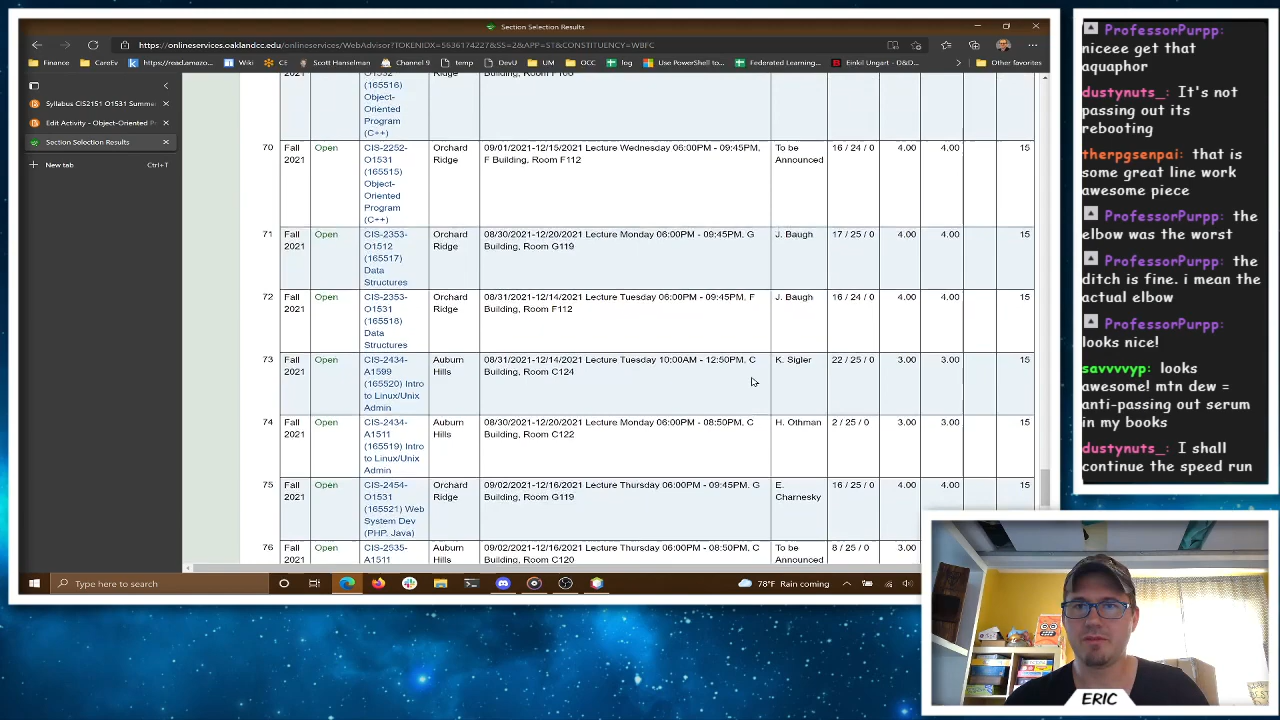 Section Selection Results
https://onlineservices.oaklandcc.edu/onlineservices/WebAdvisor?TOKENIDX=5636174227&SS=2&APP=ST&CONSTITUENCY=WBFC
Finance CareEv https://read.amazo... Wiki CE Scott Hanselman Channel 9 temp DevU UM OCC log Use PowerShell to... Federated Learning... Einkil Ungart - D&D... Other favorites
Syllabus CIS2151 O1531 Summe
Edit Activity - Object-Oriented P
Section Selection Results
New tab Ctrl+T
2021
(165516)
Object-
Oriented
Program
(C++)
Ridge
70 Fall 2021 Open CIS-2252-
O1531
(165515)
Object-
Oriented
Program
(C++)
Orchard
Ridge
09/01/2021-12/15/2021 Lecture Wednesday 06:00PM - 09:45PM,
F Building, Room F112
To be
Announced
16 / 24 / 0 4.00 4.00 15
71 Fall 2021 Open CIS-2353-
O1512
(165517)
Data
Structures
Orchard
Ridge
08/30/2021-12/20/2021 Lecture Monday 06:00PM - 09:45PM, G
Building, Room G119
J. Baugh 17 / 25 / 0 4.00 4.00 15
72 Fall 2021 Open CIS-2353-
O1531
(165518)
Data
Structures
Orchard
Ridge
08/31/2021-12/14/2021 Lecture Tuesday 06:00PM - 09:45PM, F
Building, Room F112
J. Baugh 16 / 24 / 0 4.00 4.00 15
73 Fall 2021 Open CIS-2434-
A1599
(165520) Intro
to Linux/Unix
Admin
Auburn
Hills
08/31/2021-12/14/2021 Lecture Tuesday 10:00AM - 12:50PM, C
Building, Room C124
K. Sigler 22 / 25 / 0 3.00 3.00 15
74 Fall 2021 Open CIS-2434-
A1511
(165519) Intro
to Linux/Unix
Admin
Auburn
Hills
08/30/2021-12/20/2021 Lecture Monday 06:00PM - 08:50PM, C
Building, Room C122
H. Othman 2 / 25 / 0 3.00 3.00 15
75 Fall 2021 Open CIS-2454-
O1531
(165521) Web
System Dev
(PHP, Java)
Orchard
Ridge
09/02/2021-12/16/2021 Lecture Thursday 06:00PM - 09:45PM, G
Building, Room G119
E.
Charnesky
16 / 25 / 0 4.00 4.00 15
76 Fall 2021 Open CIS-2535-
A1511
Auburn
Hills
09/02/2021-12/16/2021 Lecture Thursday 06:00PM - 08:50PM, C
Building, Room C120
To be
Announced
8 / 25 / 0 3.00
Type here to search
78°F Rain coming
ProfessorPurpp:
niceee get that
aquaphor
dustynuts_: It's not
passing out its
rebooting
therpgsenpai: that is
some great line work
awesome piece
ProfessorPurpp: the
elbow was the worst
ProfessorPurpp: the
ditch is fine. i mean the
actual elbow
ProfessorPurpp:
looks nice!
savvvvyp: looks
awesome! mtn dew =
anti-passing out serum
in my books
dustynuts_: I shall
continue the speed run
ERIC